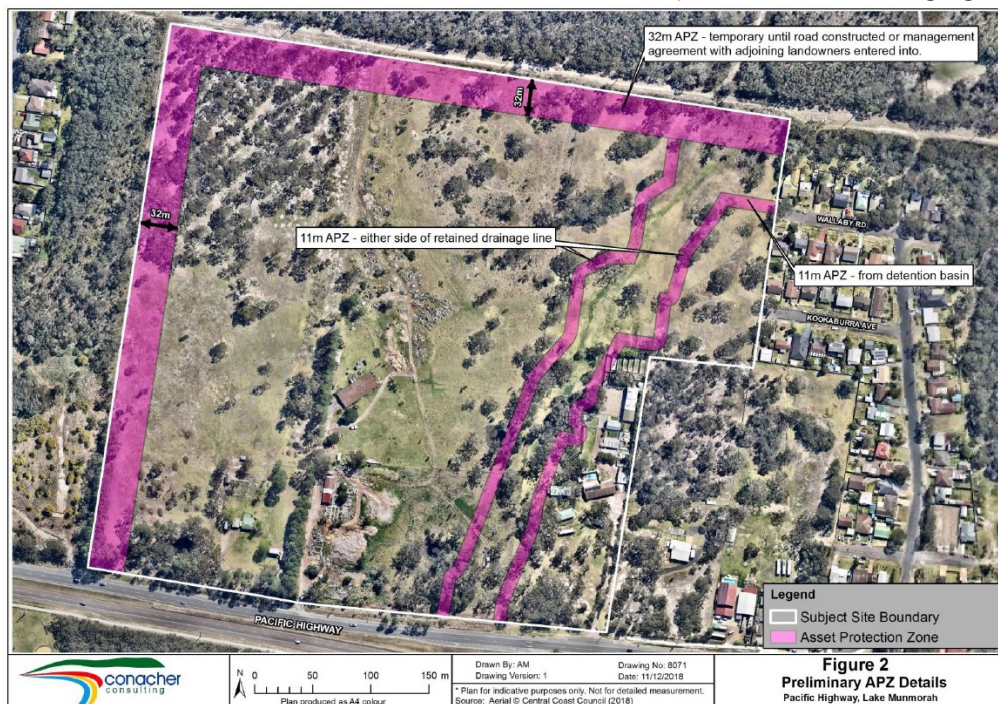 32m APZ - temporary until road constructed or management
agreement with adjoining landowners entered into.
32m
32m
WALLABY RD
11m APZ - either side of retained drainage line
11m APZ - from detention basin
KOOKABURRA AVE
PACIFIC HIGHWAY
Legend
Subject Site Boundary
Asset Protection Zone
conacher
consulting
N
0 50 100 150 m
Plan produced as A4 colour
Drawn By: AM Drawing No: 8071
Drawing Version: 1 Date: 11/12/2018
* Plan for indicative purposes only. Not for detailed measurement.
Source: Aerial © Central Coast Council (2018)
Figure 2
Preliminary APZ Details
Pacific Highway, Lake Munmorah